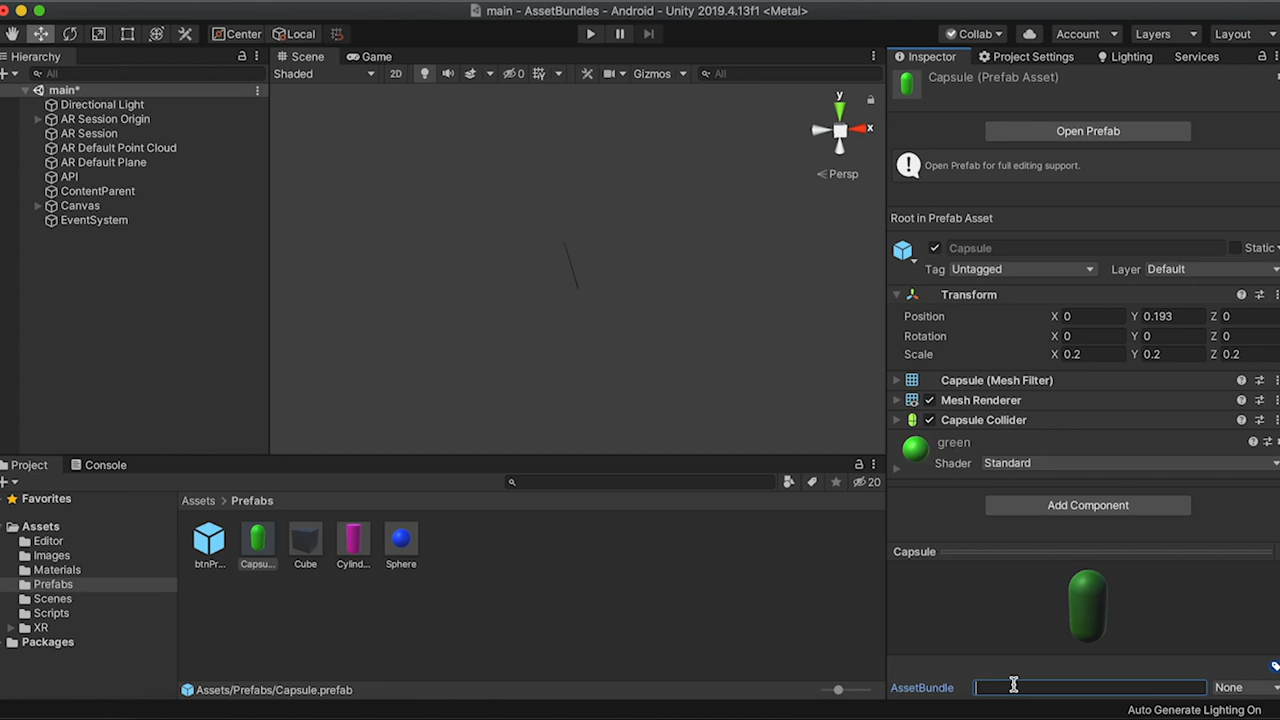 main - AssetBundles - Android - Unity 2019.4.13f1 <Metal>
Center Local Collab Account Layers Layout
Hierarchy
All
main*
Directional Light
AR Session Origin
AR Session
AR Default Point Cloud
AR Default Plane
API
ContentParent
Canvas
EventSystem
Scene Game
Shaded 2D 0 Gizmos All
y
x
Persp
Inspector Project Settings Lighting Services
Capsule (Prefab Asset)
Open Prefab
Open Prefab for full editing support.
Root in Prefab Asset
Capsule Static
Tag Untagged Layer Default
Transform
Position X 0 Y 0.193 Z 0
Rotation X 0 Y 0 Z 0
Scale X 0.2 Y 0.2 Z 0.2
Capsule (Mesh Filter)
Mesh Renderer
Capsule Collider
green
Shader Standard
Add Component
Capsule
AssetBundle None
Auto Generate Lighting On
Project Console
20
Favorites
Assets
Editor
Images
Materials
Prefabs
Scenes
Scripts
XR
Packages
Assets > Prefabs
btnPr... Capsu... Cube Cylind... Sphere
Assets/Prefabs/Capsule.prefab